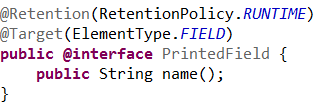 @Retention(RetentionPolicy.RUNTIME)
@Target(ElementType.FIELD)
public @interface PrintedField {
    public String name();
}